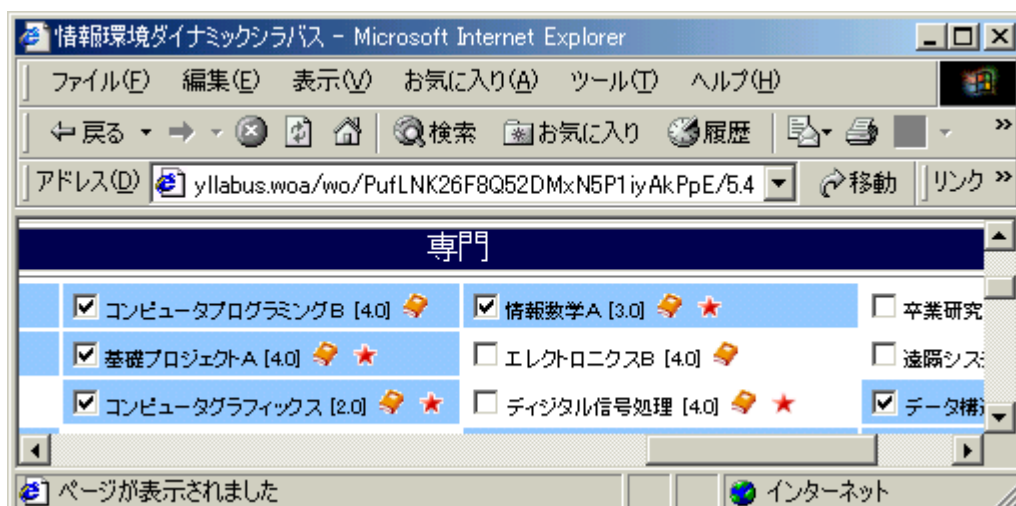 情報環境ダイナミックシラバス - Microsoft Internet Explorer
ファイル(F) 編集(E) 表示(V) お気に入り(A) ツール(T) ヘルプ(H)
戻る 検索 お気に入り 履歴 »
アドレス(D) yllabus.woa/wo/PufLNK26F8Q52DMxN5P1iyAkPpE/5.4 移動 リンク »
専門
コンピュータプログラミングB [4.0] 情報数学A [3.0] 卒業研究
基礎プロジェクトA [4.0] エレクトロニクスB [4.0] 遠隔シス
コンピュータグラフィックス [2.0] ディジタル信号処理 [4.0] データ構
ページが表示されました インターネット